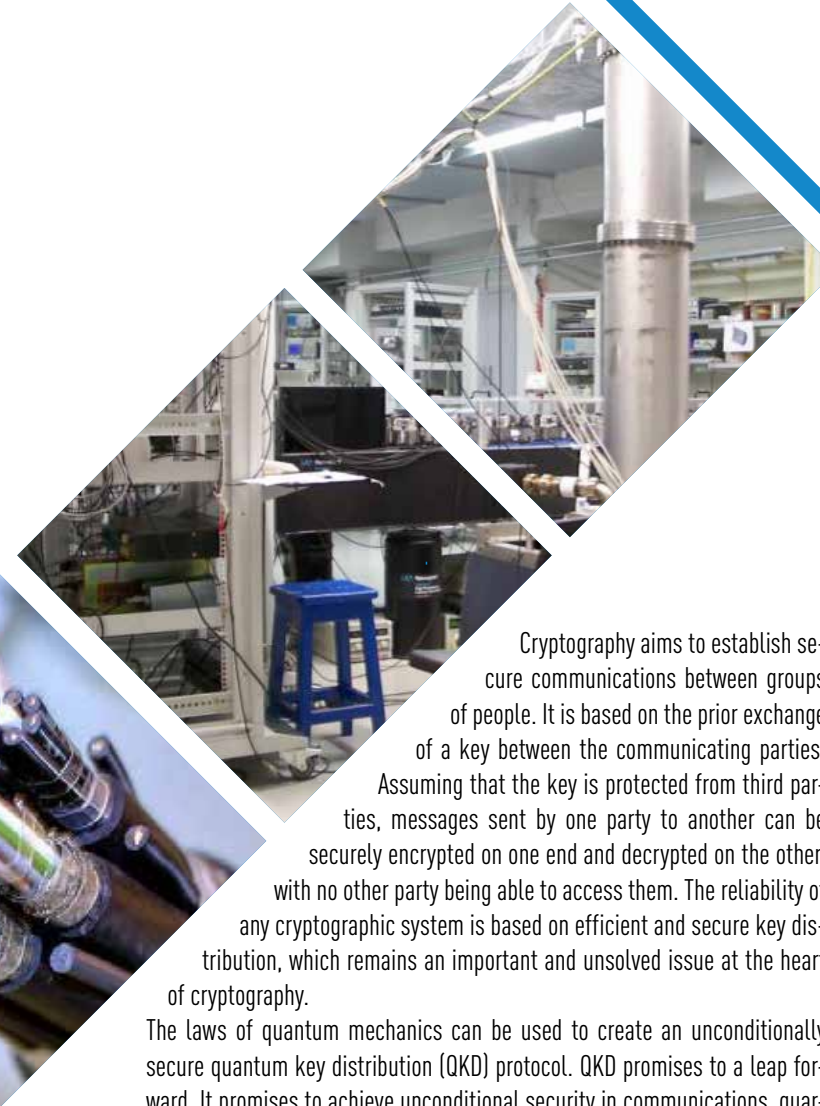 Cryptography aims to establish se-
cure communications between groups
of people. It is based on the prior exchange
of a key between the communicating parties
Assuming that the key is protected from third par-
ties, messages sent by one party to another can be
securely encrypted on one end and decrypted on the other
with no other party being able to access them. The reliability of
any cryptographic system is based on efficient and secure key dis-
tribution, which remains an important and unsolved issue at the heart
of cryptography.
The laws of quantum mechanics can be used to create an unconditionally
secure quantum key distribution (QKD) protocol. QKD promises to a leap for-
ward. It promises to achieve unconditional security in communications, guar-